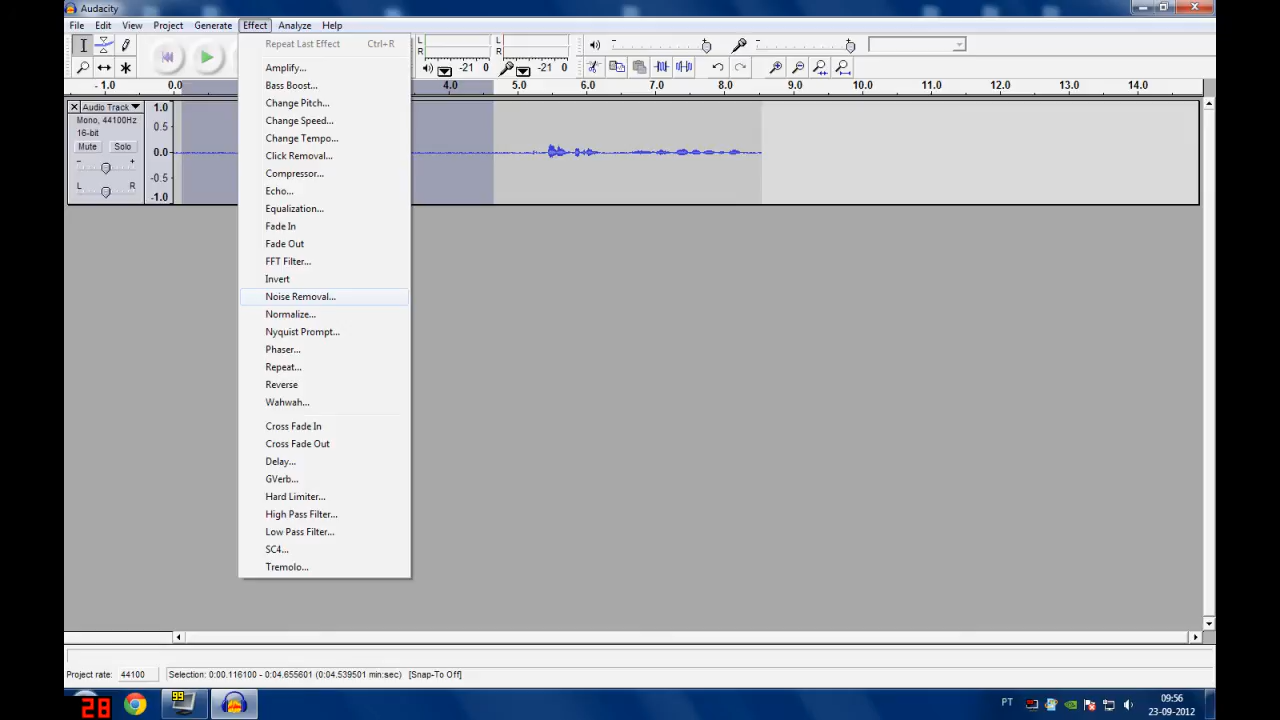 Audacity
File Edit View Project Generate Effect Analyze Help
Repeat Last Effect Ctrl+R
Amplify...
Bass Boost...
Change Pitch...
Change Speed...
Change Tempo...
Click Removal...
Compressor...
Echo...
Equalization...
Fade In
Fade Out
FFT Filter...
Invert
Noise Removal...
Normalize...
Nyquist Prompt...
Phaser...
Repeat...
Reverse
Wahwah...
Cross Fade In
Cross Fade Out
Delay...
GVerb...
Hard Limiter...
High Pass Filter...
Low Pass Filter...
SC4...
Tremolo...
L
R
-21 0
L
R
-21 0
- 1.0 0.0 4.0 5.0 6.0 7.0 8.0 9.0 10.0 11.0 12.0 13.0 14.0
Audio Track
Mono, 44100Hz
16-bit
Mute Solo
- +
L R
1.0
0.5
0.0
-0.5
-1.0
Project rate: 44100 Selection: 0:00.116100 - 0:04.655601 (0:04.539501 min:sec) [Snap-To Off]
28
99
PT
09:56
23-09-2012